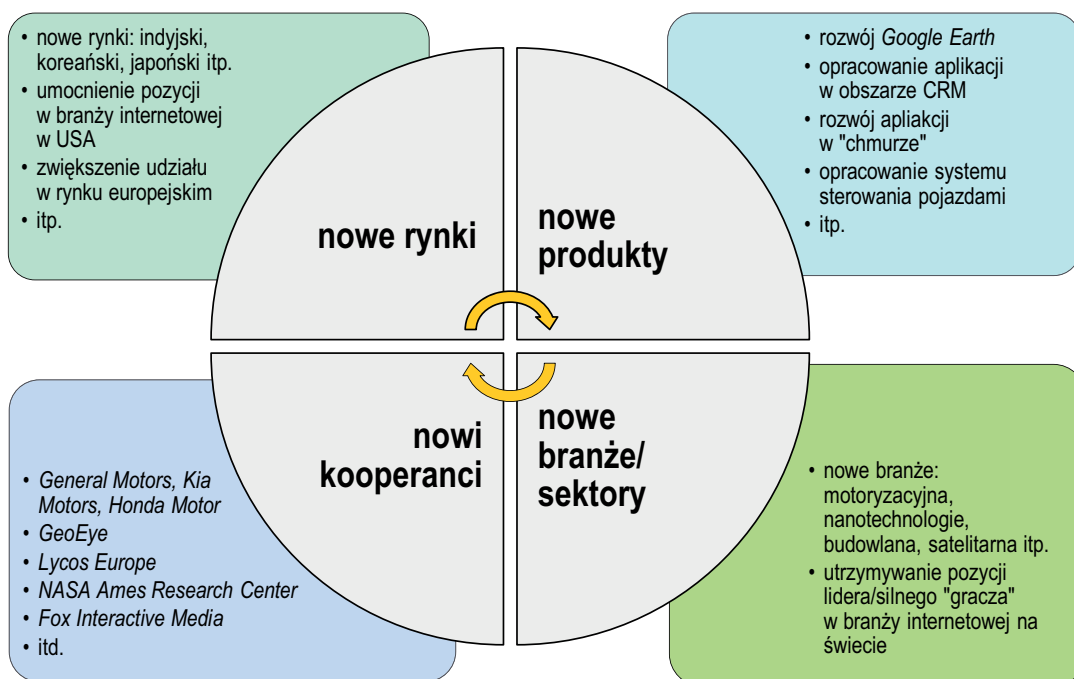 • nowe rynki: indyjski,
koreański, japoński itp.
• umocnienie pozycji
w branży internetowej
w USA
• zwiększenie udziału
w rynku europejskim
• itp.
nowe rynki
• rozwój Google Earth
• opracowanie aplikacji
w obszarze CRM
• rozwój apliakcji
w "chmurze"
• opracowanie systemu
sterowania pojazdami
• itp.
nowe
produkty
nowi
kooperanci
• General Motors, Kia
Motors, Honda Motor
• GeoEye
• Lycos Europe
• NASA Ames Research Center
• Fox Interactive Media
• itd.
nowe
branże/
sektory
• nowe branże:
motoryzacyjna,
nanotechnologie,
budowlana, satelitarna itp.
• utrzymywanie pozycji
lidera/silnego "gracza"
w branży internetowej na
świecie